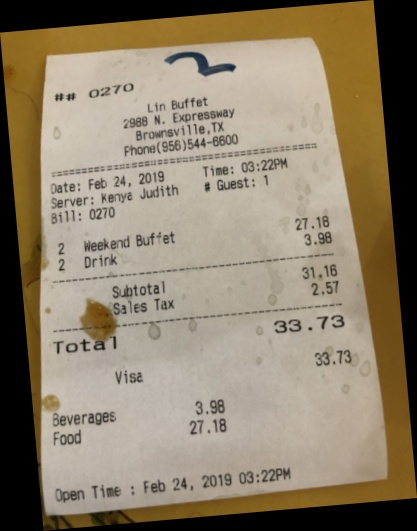 2
## 0270
Lin Buffet
2988 N. Expressway
Brownsville,TX
Phone(956)544-6600
Date: Feb 24, 2019 Time: 03:22PM
Server: Kenye Judith # Guest: 1
Bill: 0270
2 Weekend Buffet 27.18
2 Drink 3.98
Subtotal 31.16
Sales Tax 2.57
Total 33.73
Visa 33.73
Beverages 3.98
Food 27.18
Open Time : Feb 24, 2019 03:22PM